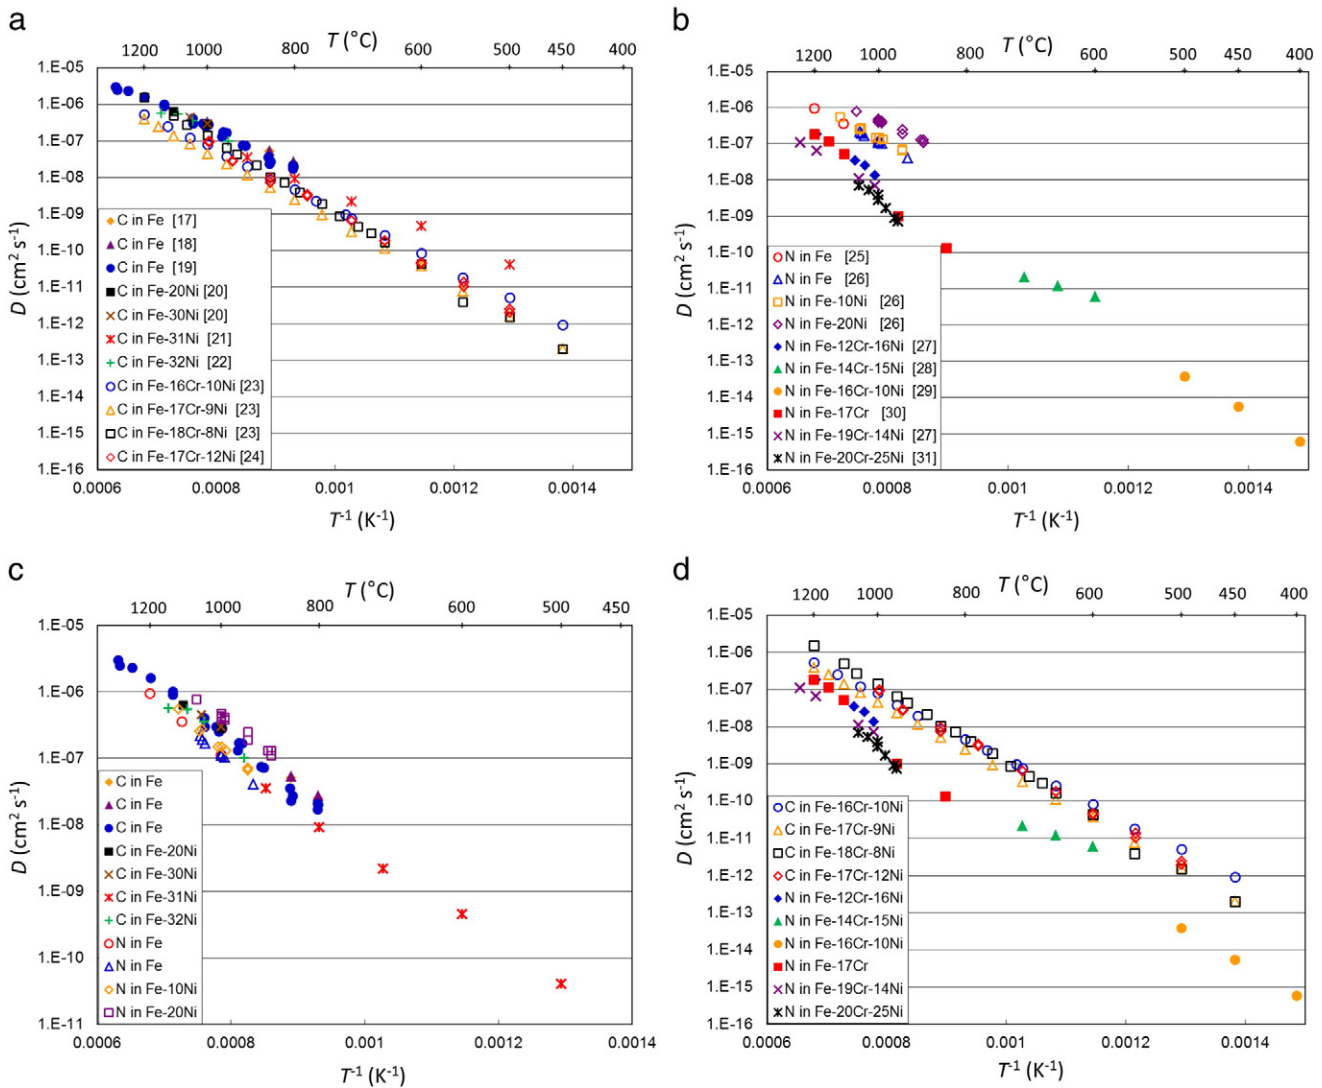 a
T (°C)
1200 1000 800 600 500 450 400
1.E-05
1.E-06
1.E-07
1.E-08
1.E-09
1.E-10
1.E-11
1.E-12
1.E-13
1.E-14
1.E-15
1.E-16
D (cm² s⁻¹)
C in Fe [17]
C in Fe [18]
C in Fe [19]
C in Fe-20Ni [20]
C in Fe-30Ni [20]
C in Fe-31Ni [21]
C in Fe-32Ni [22]
C in Fe-16Cr-10Ni [23]
C in Fe-17Cr-9Ni [23]
C in Fe-18Cr-8Ni [23]
C in Fe-17Cr-12Ni [24]
0.0006 0.0008 0.001 0.0012 0.0014
T⁻¹ (K⁻¹)
b
T (°C)
1200 1000 800 600 500 450 400
1.E-05
1.E-06
1.E-07
1.E-08
1.E-09
1.E-10
1.E-11
1.E-12
1.E-13
1.E-14
1.E-15
1.E-16
D (cm² s⁻¹)
N in Fe [25]
N in Fe [26]
N in Fe-10Ni [26]
N in Fe-20Ni [26]
N in Fe-12Cr-16Ni [27]
N in Fe-14Cr-15Ni [28]
N in Fe-16Cr-10Ni [29]
N in Fe-17Cr [30]
N in Fe-19Cr-14Ni [27]
N in Fe-20Cr-25Ni [31]
0.0006 0.0008 0.001 0.0012 0.0014
T⁻¹ (K⁻¹)
c
T (°C)
1200 1000 800 600 500 450
1.E-05
1.E-06
1.E-07
1.E-08
1.E-09
1.E-10
1.E-11
D (cm² s⁻¹)
C in Fe
C in Fe
C in Fe
C in Fe-20Ni
C in Fe-30Ni
C in Fe-31Ni
C in Fe-32Ni
N in Fe
N in Fe
N in Fe-10Ni
N in Fe-20Ni
0.0006 0.0008 0.001 0.0012 0.0014
T⁻¹ (K⁻¹)
d
T (°C)
1200 1000 800 600 500 450 400
1.E-05
1.E-06
1.E-07
1.E-08
1.E-09
1.E-10
1.E-11
1.E-12
1.E-13
1.E-14
1.E-15
1.E-16
D (cm² s⁻¹)
C in Fe-16Cr-10Ni
C in Fe-17Cr-9Ni
C in Fe-18Cr-8Ni
C in Fe-17Cr-12Ni
N in Fe-12Cr-16Ni
N in Fe-14Cr-15Ni
N in Fe-16Cr-10Ni
N in Fe-17Cr
N in Fe-19Cr-14Ni
N in Fe-20Cr-25Ni
0.0006 0.0008 0.001 0.0012 0.0014
T⁻¹ (K⁻¹)